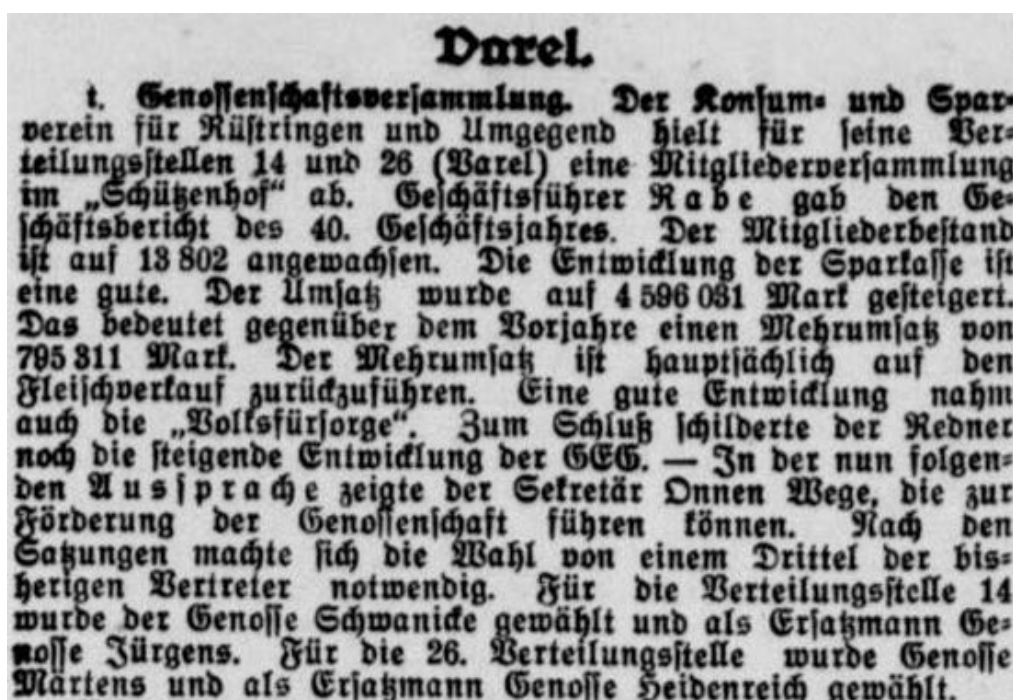 Varel.
t. Genossenschaftsversammlung. Der Konsum- und Spar-
verein für Rüstringen und Umgegend hielt für seine Ver-
teilungsstellen 14 und 26 (Varel) eine Mitgliederversammlung
im „Schützenhof“ ab. Geschäftsführer Rabe gab den Ge-
schäftsbericht des 40. Geschäftsjahres. Der Mitgliederbestand
ist auf 13 802 angewachsen. Die Entwicklung der Sparkasse ist
eine gute. Der Umsatz wurde auf 4 596 031 Mark gesteigert.
Das bedeutet gegenüber dem Vorjahre einen Mehrumsatz von
795 311 Mark. Der Mehrumsatz ist hauptsächlich auf den
Fleischverkauf zurückzuführen. Eine gute Entwicklung nahm
auch die „Volksfürsorge“. Zum Schluß schilderte der Redner
noch die steigende Entwicklung der GEG. — In der nun folgen-
den Aussprache zeigte der Sekretär Onnen Wege, die zur
Förderung der Genossenschaft führen können. Nach den
Satzungen machte sich die Wahl von einem Drittel der bis-
herigen Vertreter notwendig. Für die Verteilungsstelle 14
wurde der Genosse Schwanicke gewählt und als Ersatzmann Ge-
nosse Jürgens. Für die 26. Verteilungsstelle wurde Genosse
Martens und als Ersatzmann Genosse Heidenreich gewählt